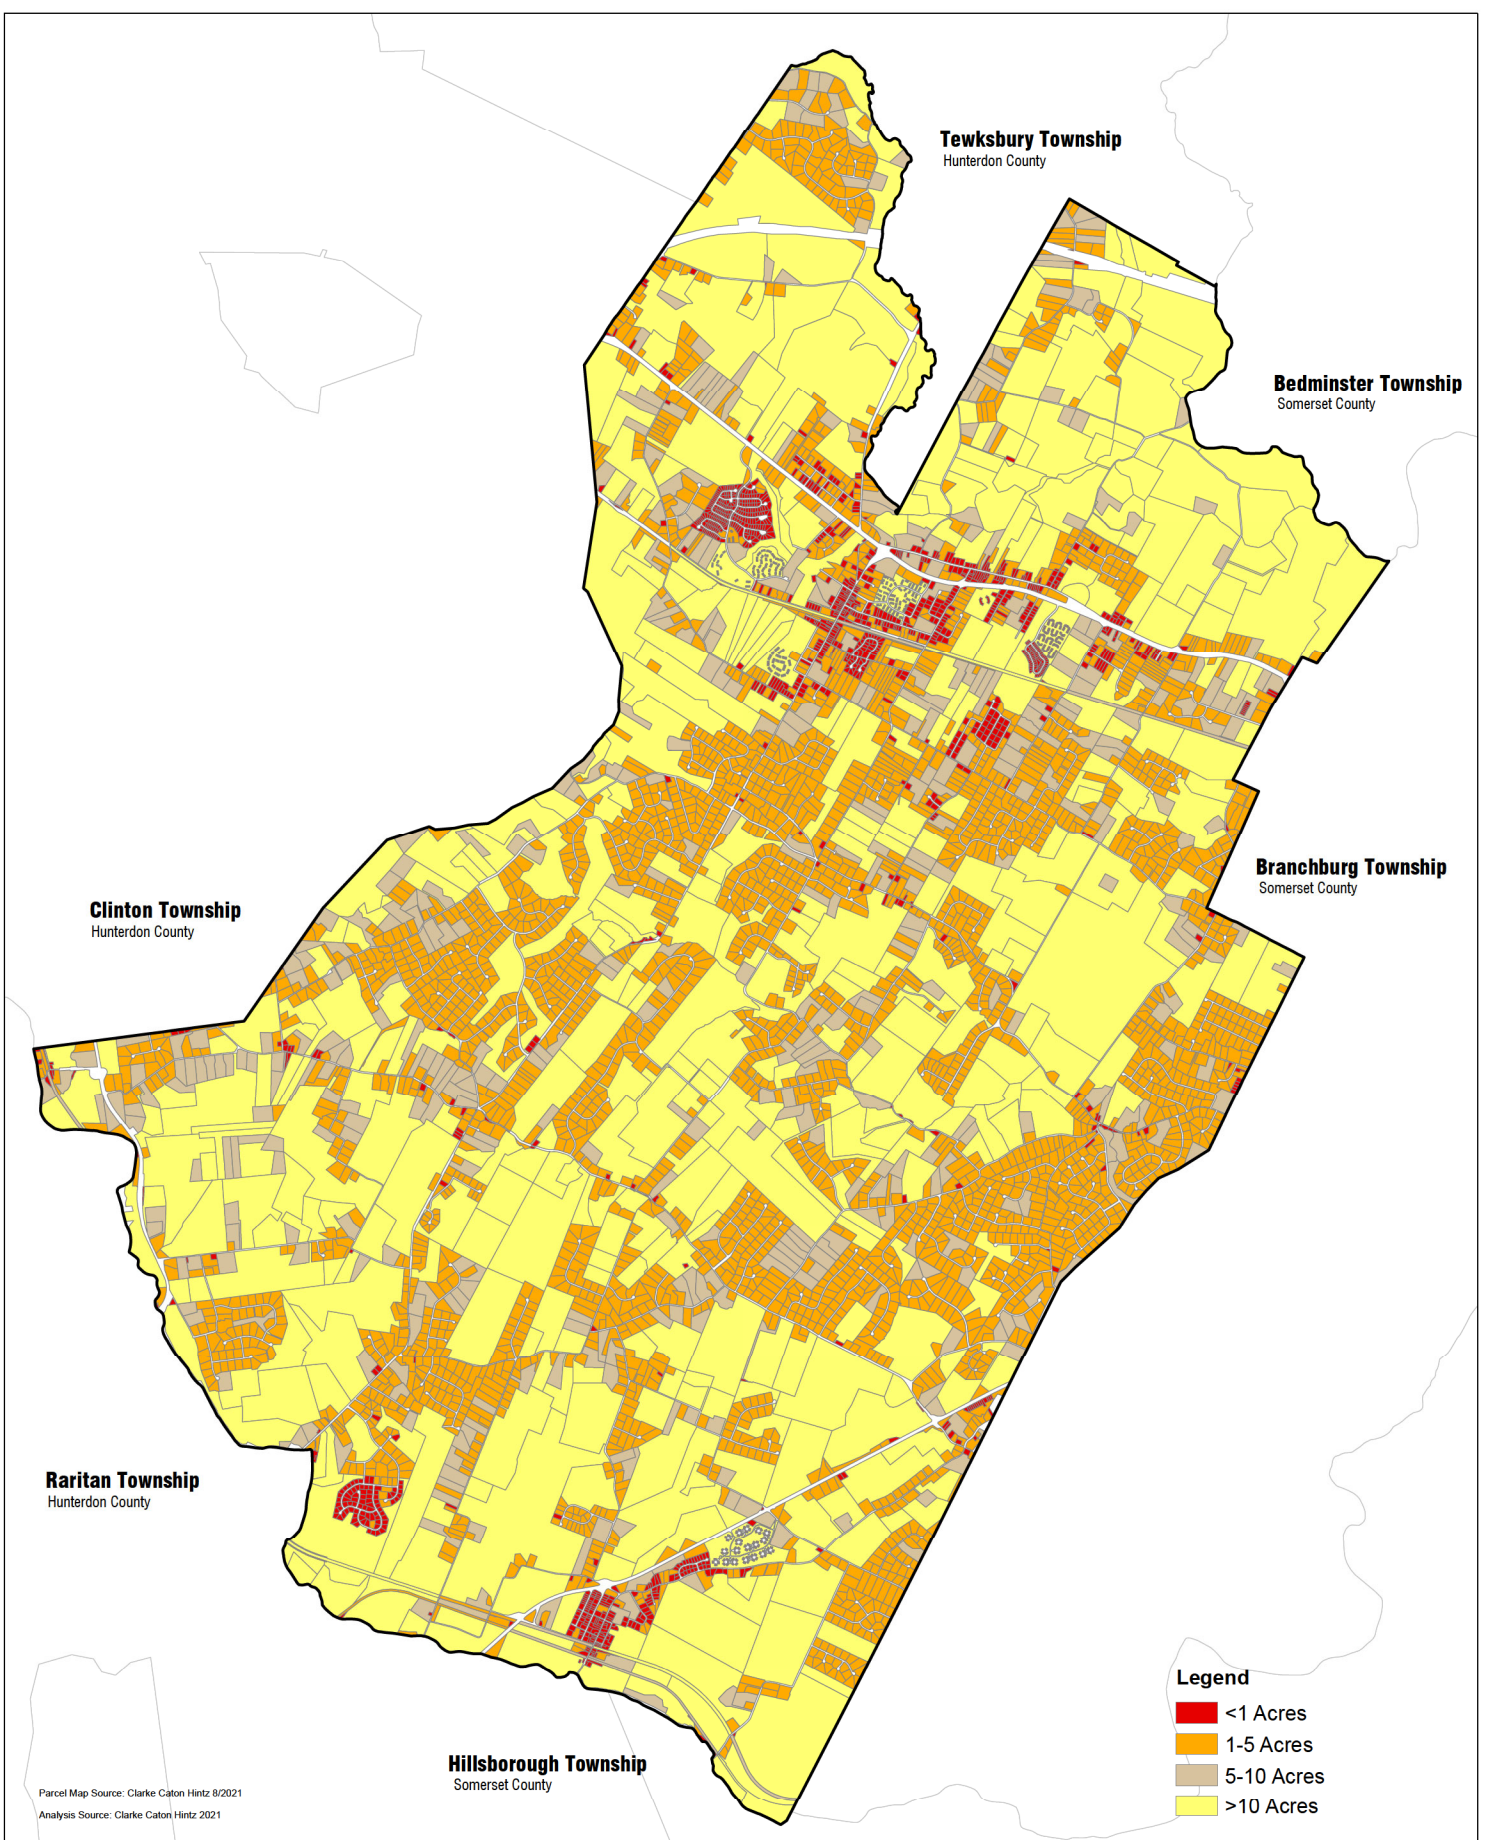 Tewksbury Township
Hunterdon County
Bedminster Township
Somerset County
Branchburg Township
Somerset County
Clinton Township
Hunterdon County
Raritan Township
Hunterdon County
Hillsborough Township
Somerset County
Legend
<1 Acres
1-5 Acres
5-10 Acres
>10 Acres
Parcel Map Source: Clarke Caton Hintz 8/2021
Analysis Source: Clarke Caton Hintz 2021